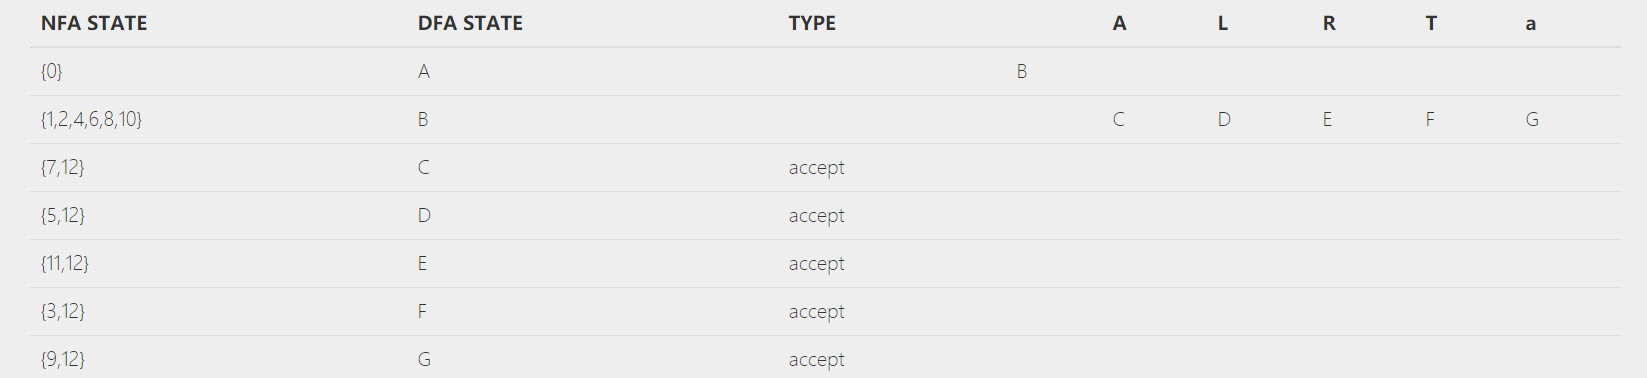 NFA STATE DFA STATE TYPE A L R T a
{0} A B
{1,2,4,6,8,10} B C D E F G
{7,12} C accept
{5,12} D accept
{11,12} E accept
{3,12} F accept
{9,12} G accept